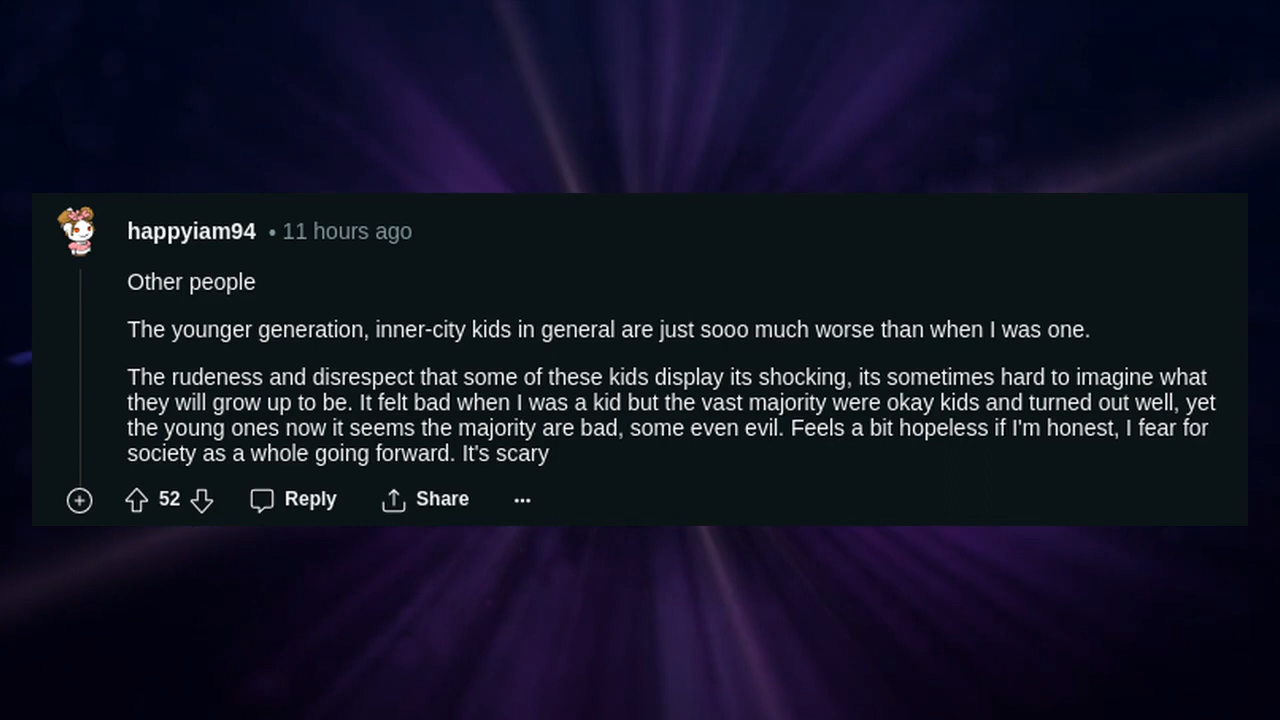 happyiam94 • 11 hours ago
Other people
The younger generation, inner-city kids in general are just sooo much worse than when I was one.
The rudeness and disrespect that some of these kids display its shocking, its sometimes hard to imagine what
they will grow up to be. It felt bad when I was a kid but the vast majority were okay kids and turned out well, yet
the young ones now it seems the majority are bad, some even evil. Feels a bit hopeless if I'm honest, I fear for
society as a whole going forward. It's scary
52 Reply Share ...